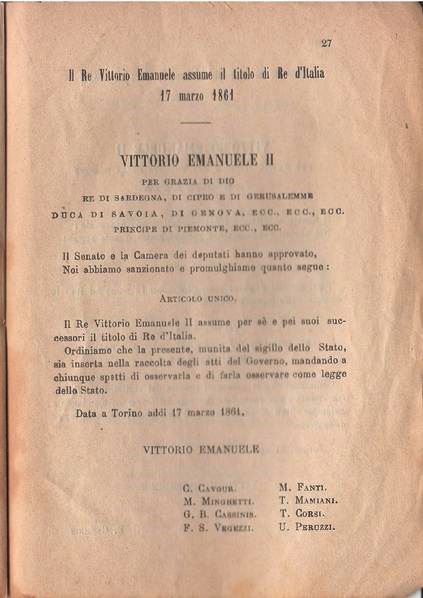 27
Il Re Vittorio Emanuele assume il titolo di Re d'Italia
17 marzo 1861
VITTORIO EMANUELE II
PER GRAZIA DI DIO
RE DI SARDEGNA, DI CIPRO E DI GERUSALEMME
DUCA DI SAVOIA, DI GENOVA, ECC., ECC., ECC.
PRINCIPE DI PIEMONTE, ECC., ECC.
Il Senato e la Camera dei deputati hanno approvato,
Noi abbiamo sanzionato e promulghiamo quanto segue:
ARTICOLO UNICO.
Il Re Vittorio Emanuele II assume per sè e pei suoi suc-
cessori il titolo di Re d'Italia.
Ordiniamo che la presente, munita del sigillo dello Stato,
sia inserta nella raccolta degli atti del Governo, mandando a
chiunque spetti di osservarla e di farla osservare come legge
dello Stato.
Data a Torino addì 17 marzo 1861.
VITTORIO EMANUELE
C. CAVOUR. M. FANTI.
M. MINGHETTI. T. MAMIANI.
G. B. CASSINIS. T. CORSI.
F. S. VEGEZZI. U. PERUZZI.